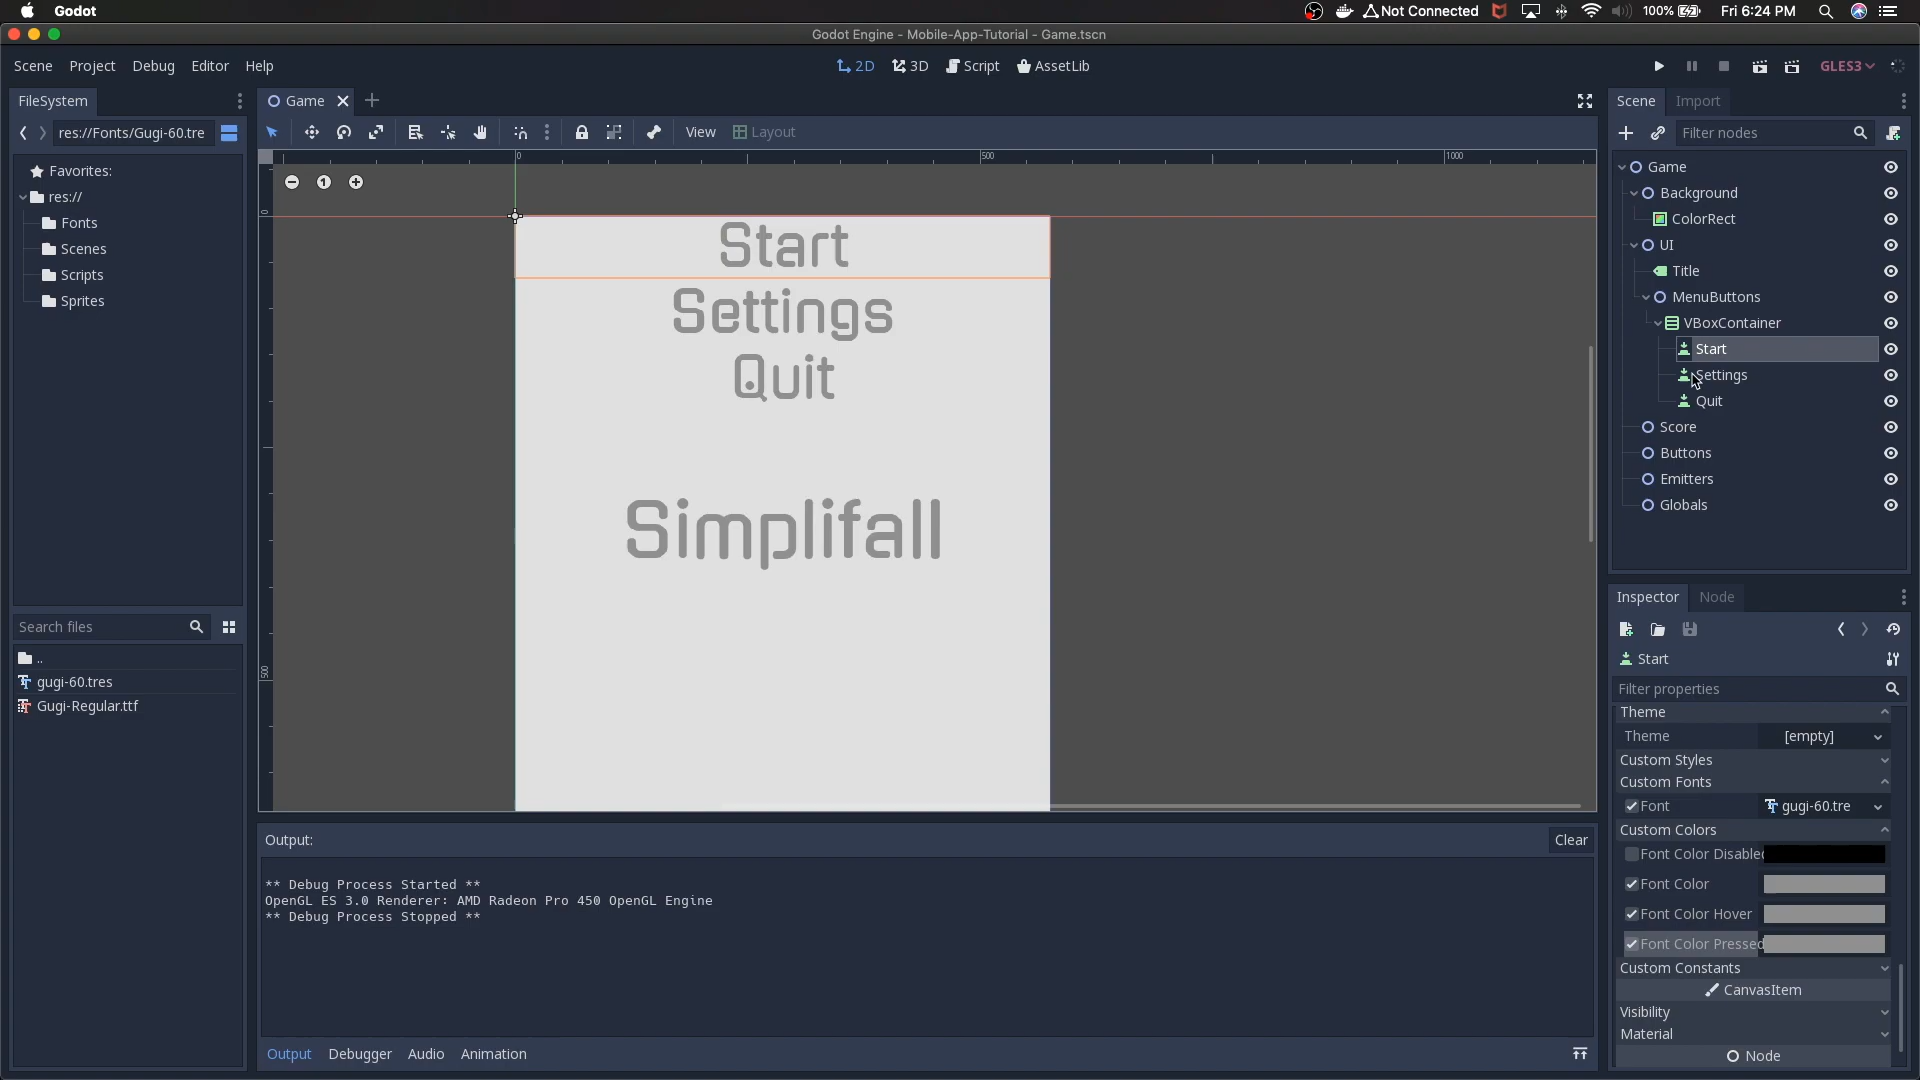 Godot
Not Connected
100%
Fri 6:24 PM
Godot Engine - Mobile-App-Tutorial - Game.tscn
Scene Project Debug Editor Help
2D 3D Script AssetLib
GLES3
FileSystem
res://Fonts/Gugi-60.tre
Favorites:
res://
Fonts
Scenes
Scripts
Sprites
Search files
..
gugi-60.tres
Gugi-Regular.ttf
Game
View Layout
0 500 1000
1
0
500
Start
Settings
Quit
Simplifall
Output:
Clear
** Debug Process Started **
OpenGL ES 3.0 Renderer: AMD Radeon Pro 450 OpenGL Engine
** Debug Process Stopped **
Output Debugger Audio Animation
Scene Import
Filter nodes
Game
Background
ColorRect
UI
Title
MenuButtons
VBoxContainer
Start
Settings
Quit
Score
Buttons
Emitters
Globals
Inspector Node
Start
Filter properties
Theme
Theme [empty]
Custom Styles
Custom Fonts
Font gugi-60.tre
Custom Colors
Font Color Disabled
Font Color
Font Color Hover
Font Color Pressed
Custom Constants
CanvasItem
Visibility
Material
Node